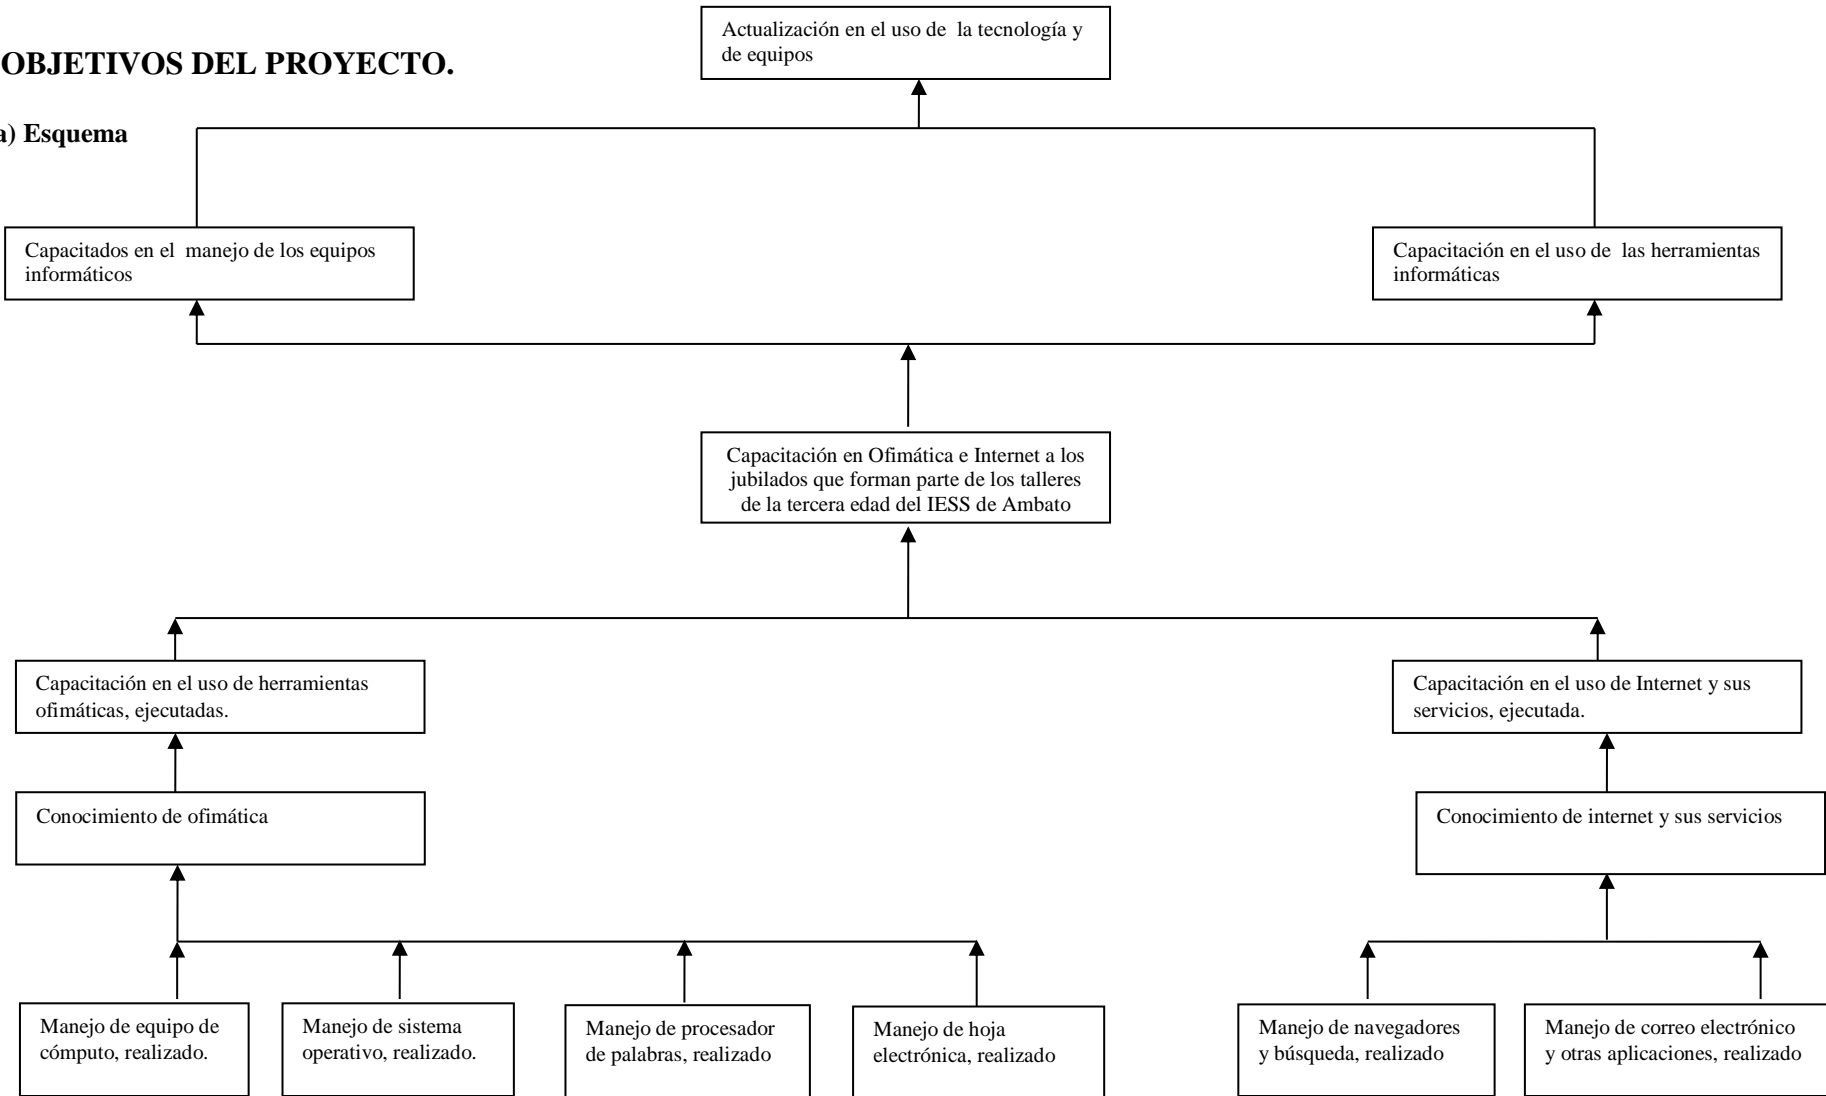 Actualización en el uso de  la tecnología y
de equipos
OBJETIVOS DEL PROYECTO.
a) Esquema
Capacitados en el  manejo de los equipos
informáticos
Capacitación en el uso de  las herramientas
informáticas
Capacitación en Ofimática e Internet a los
jubilados que forman parte de los talleres
de la tercera edad del IESS de Ambato
Capacitación en el uso de herramientas
ofimáticas, ejecutadas.
Capacitación en el uso de Internet y sus
servicios, ejecutada.
Conocimiento de ofimática
Conocimiento de internet y sus servicios
Manejo de equipo de
cómputo, realizado.
Manejo de sistema
operativo, realizado.
Manejo de procesador
de palabras, realizado
Manejo de hoja
electrónica, realizado
Manejo de navegadores
y búsqueda, realizado
Manejo de correo electrónico
y otras aplicaciones, realizado